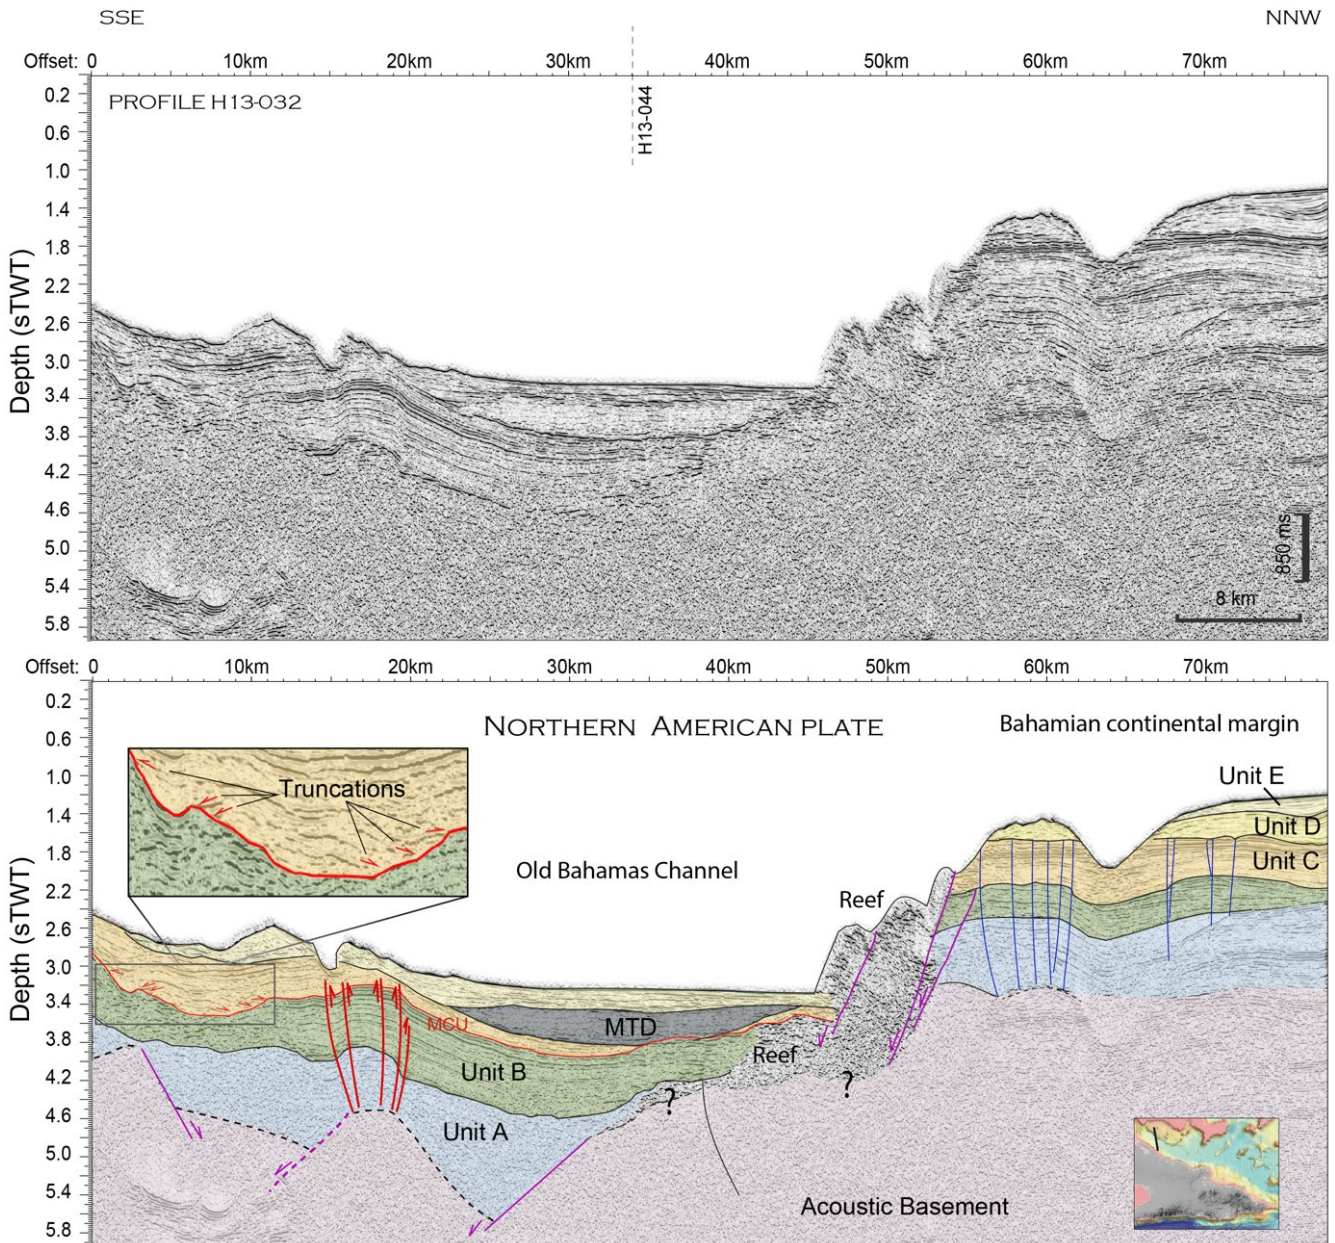 SSE NNW
Offset: 0 10km 20km 30km 40km 50km 60km 70km
PROFILE H13-032
H13-044
Depth (sTWT)
0.2
0.6
1.0
1.4
1.8
2.2
2.6
3.0
3.4
3.8
4.2
4.6
5.0
5.4
5.8
850 ms
8 km
Offset: 0 10km 20km 30km 40km 50km 60km 70km
Depth (sTWT)
0.2
0.6
1.0
1.4
1.8
2.2
2.6
3.0
3.4
3.8
4.2
4.6
5.0
5.4
5.8
NORTHERN AMERICAN PLATE
Bahamian continental margin
Truncations
Unit E
Unit D
Unit C
Old Bahamas Channel
Reef
MCU
MTD
Reef
Unit B
?
?
Unit A
Acoustic Basement